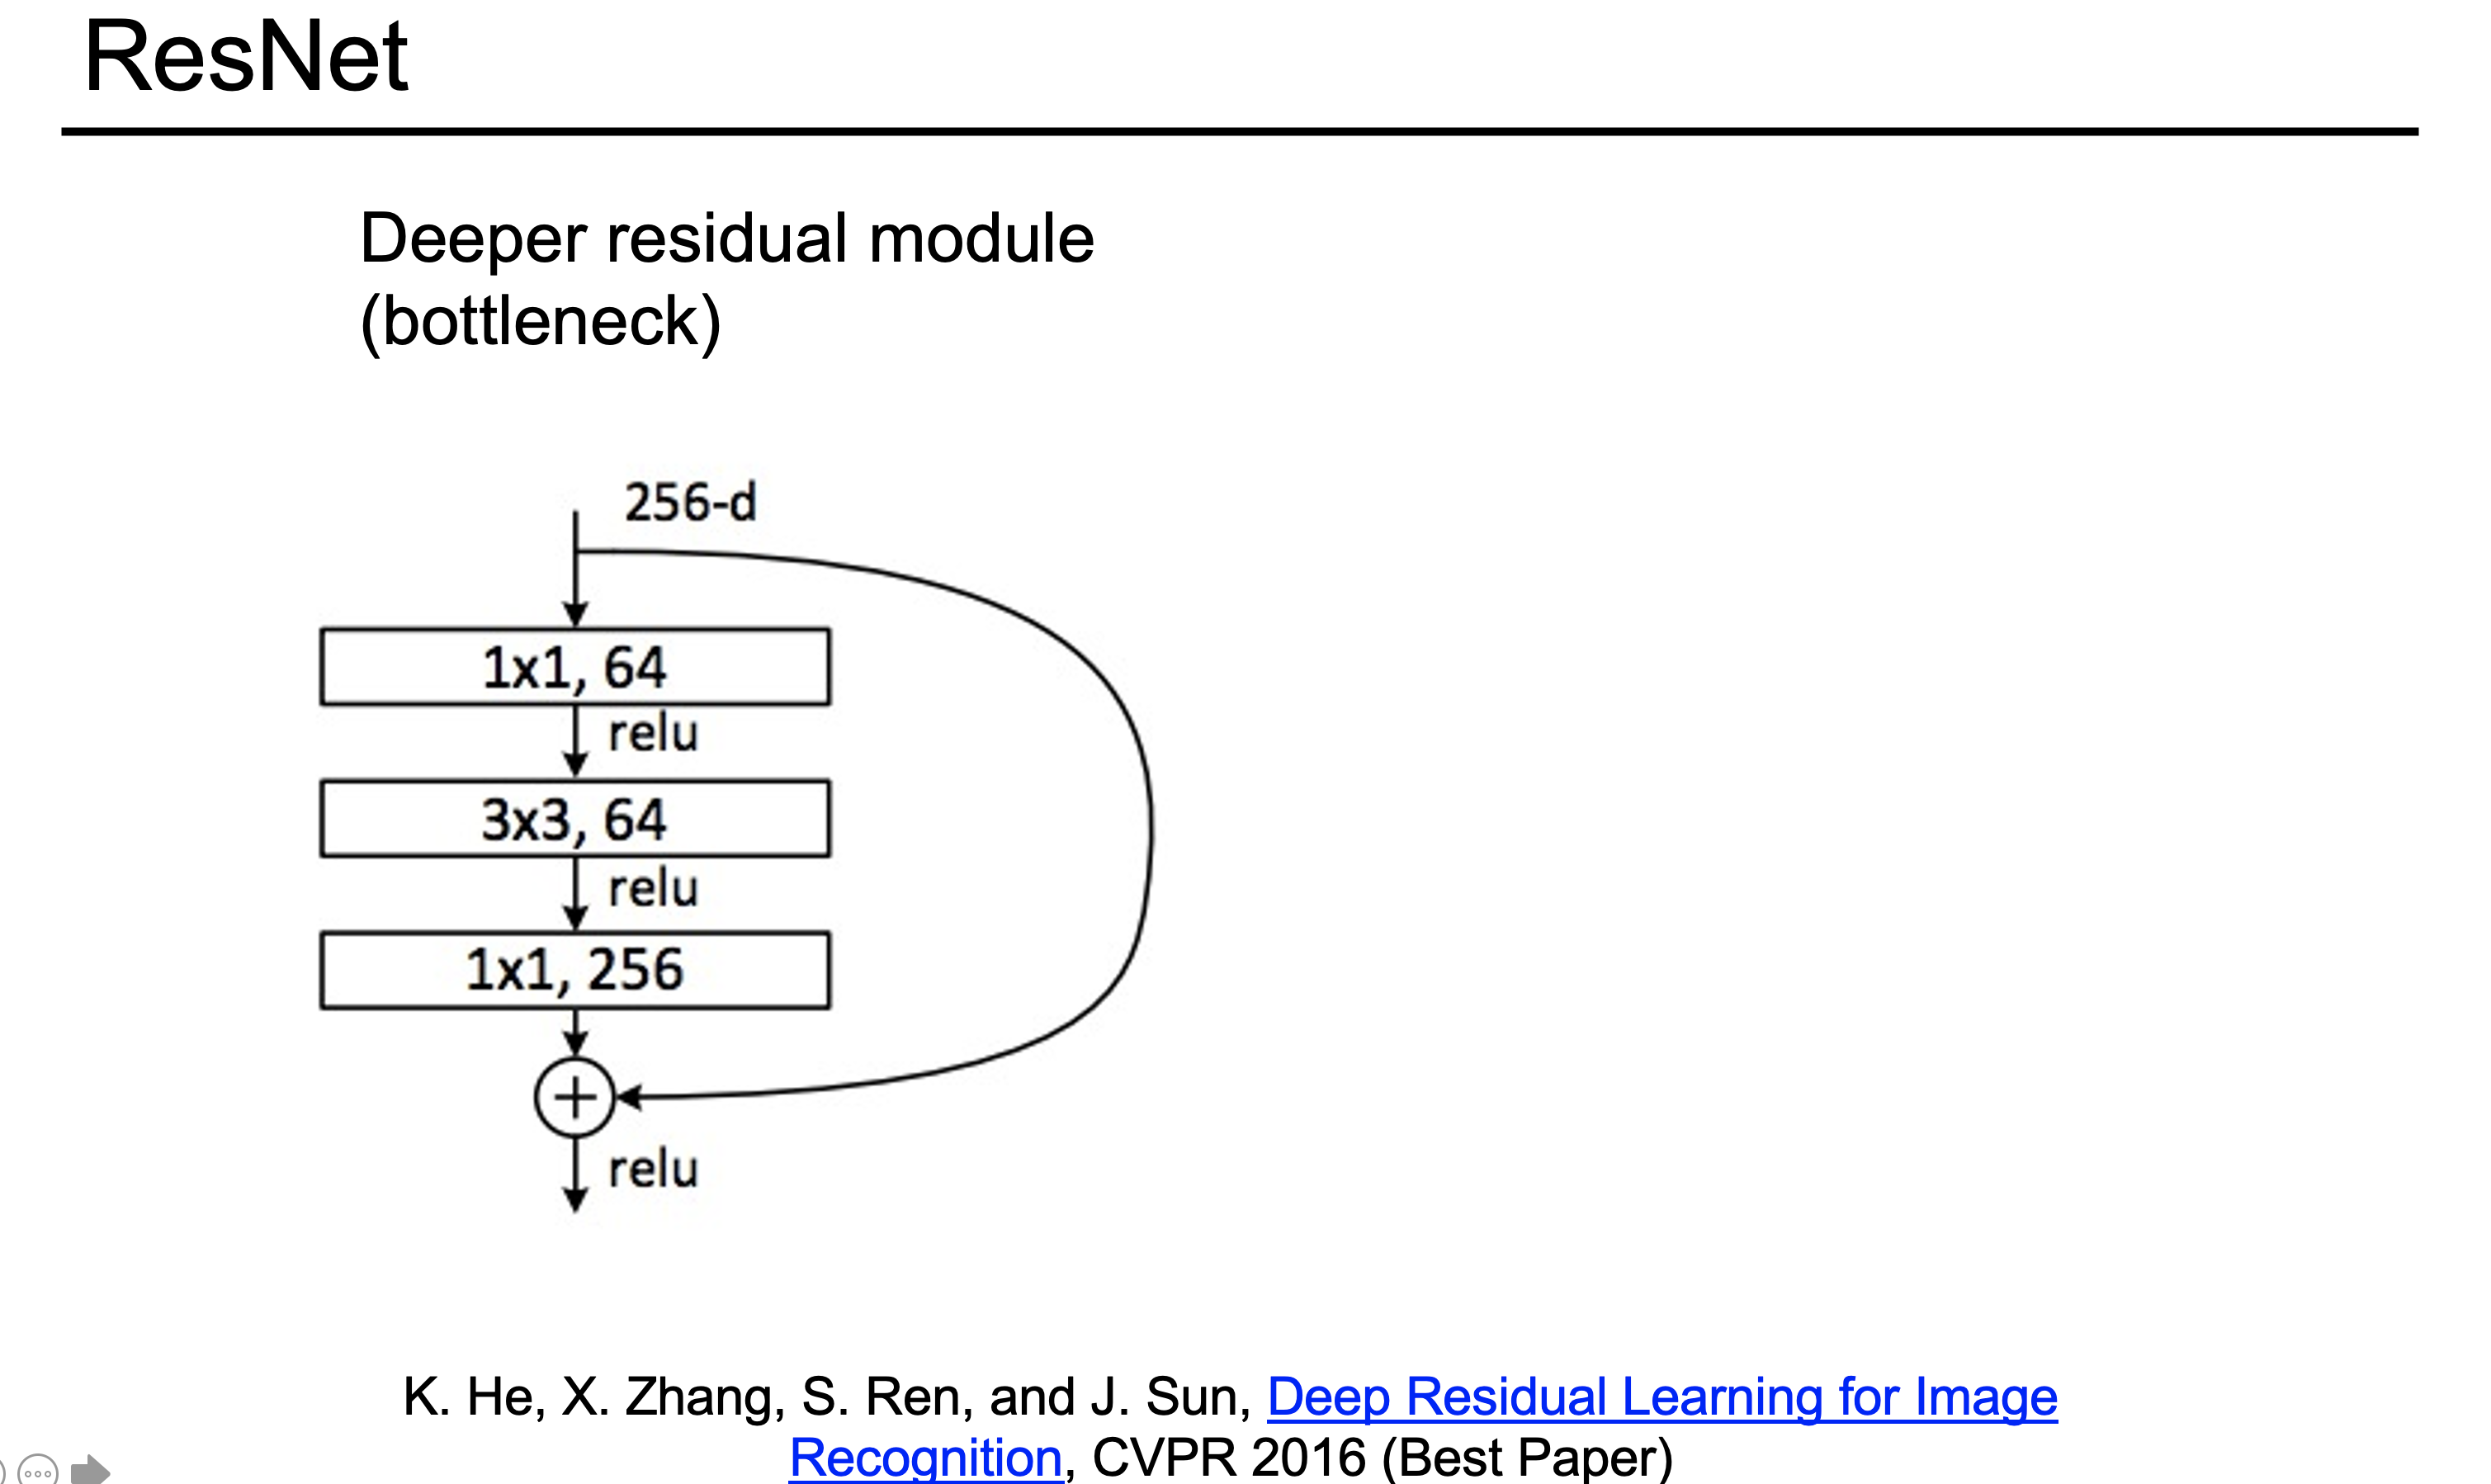 ResNet
Deeper residual module
(bottleneck)
256-d
1x1, 64
relu
3x3, 64
relu
1x1, 256
relu
K. He, X. Zhang, S. Ren, and J. Sun, Deep Residual Learning for Image
Recognition, CVPR 2016 (Best Paper)